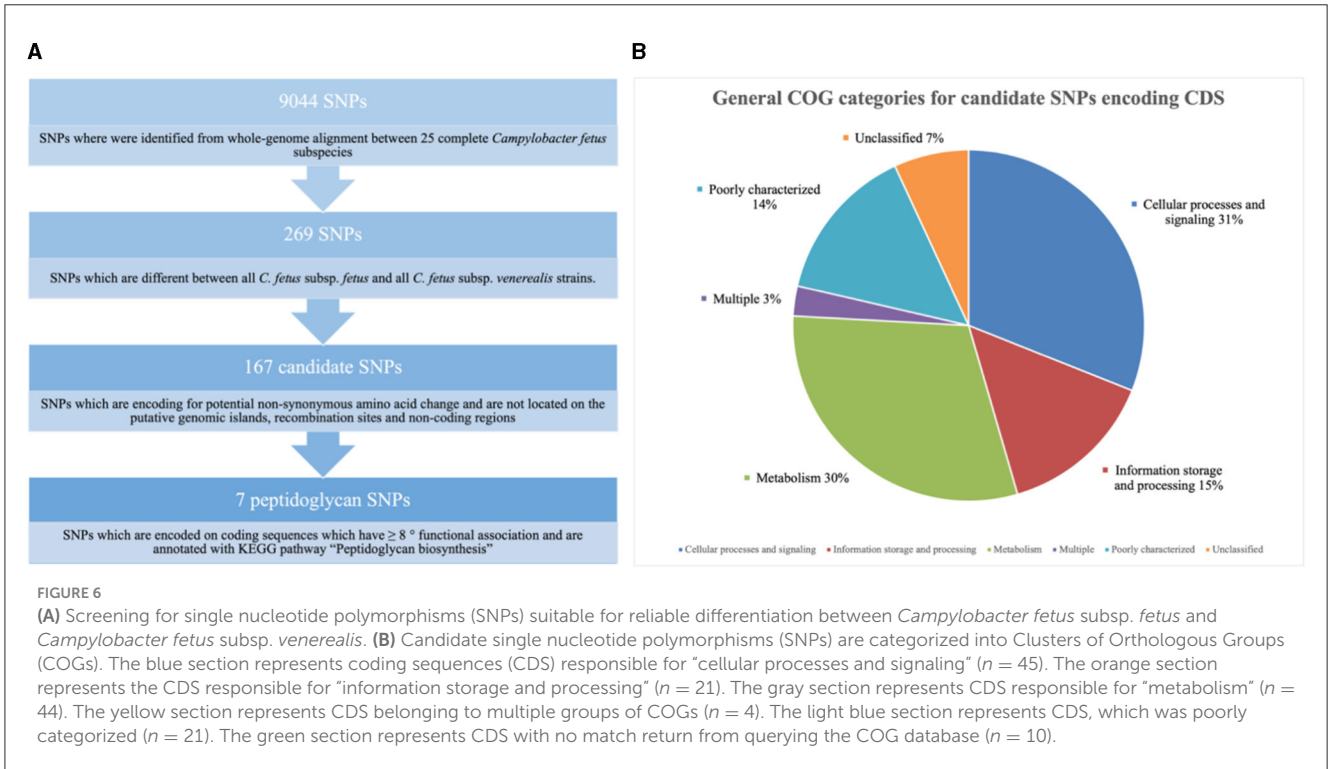 A
9044 SNPs
SNPs where were identified from whole-genome alignment between 25 complete Campylobacter fetus
subspecies
269 SNPs
SNPs which are different between all C. fetus subsp. fetus and all C. fetus subsp. venerealis strains.
167 candidate SNPs
SNPs which are encoding for potential non-synonymous amino acid change and are not located on the
putative genomic islands, recombination sites and non-coding regions
7 peptidoglycan SNPs
SNPs which are encoded on coding sequences which have ≥ 8 ° functional association and are
annotated with KEGG pathway “Peptidoglycan biosynthesis”
B
General COG categories for candidate SNPs encoding CDS
Unclassified 7%
Poorly characterized
14%
Cellular processes and
signaling 31%
Multiple 3%
Metabolism 30%
Information storage
and processing 15%
Cellular processes and signaling Information storage and processing Metabolism Multiple Poorly characterized Unclassified
FIGURE 6
(A) Screening for single nucleotide polymorphisms (SNPs) suitable for reliable differentiation between Campylobacter fetus subsp. fetus and
Campylobacter fetus subsp. venerealis. (B) Candidate single nucleotide polymorphisms (SNPs) are categorized into Clusters of Orthologous Groups
(COGs). The blue section represents coding sequences (CDS) responsible for “cellular processes and signaling” (n = 45). The orange section
represents the CDS responsible for “information storage and processing” (n = 21). The gray section represents CDS responsible for “metabolism” (n =
44). The yellow section represents CDS belonging to multiple groups of COGs (n = 4). The light blue section represents CDS, which was poorly
categorized (n = 21). The green section represents CDS with no match return from querying the COG database (n = 10).